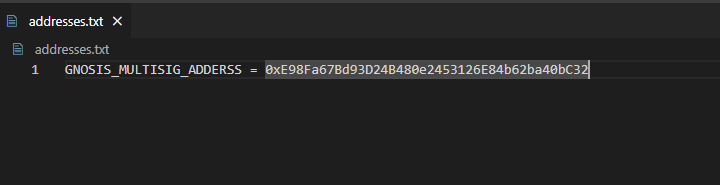 addresses.txt ×
addresses.txt
1 GNOSIS_MULTISIG_ADDERSS = 0xE98Fa67Bd93D24B480e2453126E84b62ba40bC32